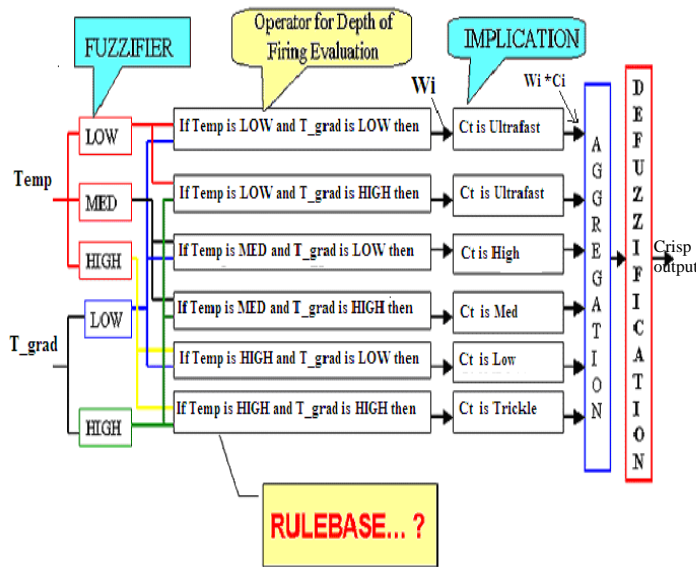 FUZZIFIER
Operator for Depth of
Firing Evaluation
IMPLICATION
Wi
Wi *Ci
Temp
LOW
MED
HIGH
T_grad
LOW
HIGH
If Temp is LOW and T_grad is LOW then
Ct is Ultrafast
If Temp is LOW and T_grad is HIGH then
Ct is Ultrafast
If Temp is MED and T_grad is LOW then
Ct is High
If Temp is MED and T_grad is HIGH then
Ct is Med
If Temp is HIGH and T_grad is LOW then
Ct is Low
If Temp is HIGH and T_grad is HIGH then
Ct is Trickle
AGGREGATION
DEFUZZIFICATION
Crisp
output
RULEBASE... ?